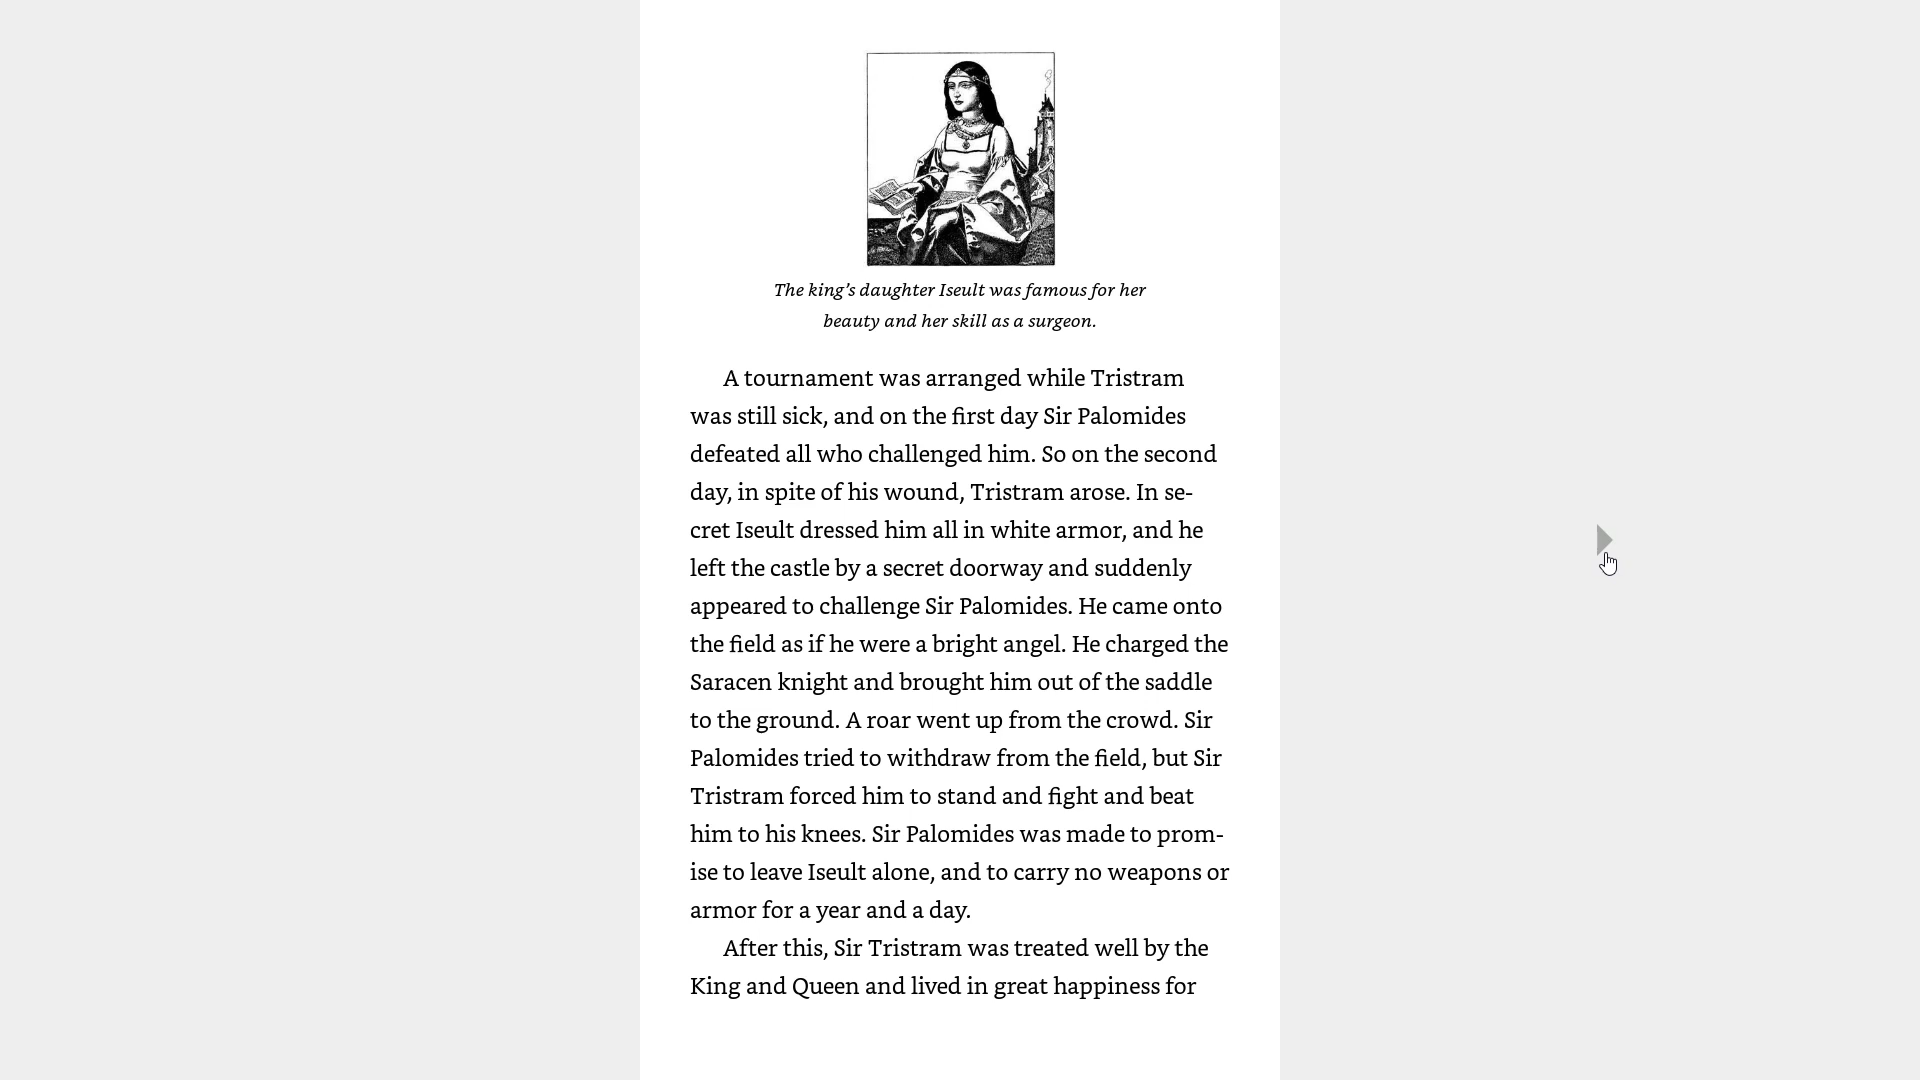 The king's daughter Iseult was famous for her
beauty and her skill as a surgeon.
A tournament was arranged while Tristram
was still sick, and on the first day Sir Palomides
defeated all who challenged him. So on the second
day, in spite of his wound, Tristram arose. In se-
cret Iseult dressed him all in white armor, and he
left the castle by a secret doorway and suddenly
appeared to challenge Sir Palomides. He came onto
the field as if he were a bright angel. He charged the
Saracen knight and brought him out of the saddle
to the ground. A roar went up from the crowd. Sir
Palomides tried to withdraw from the field, but Sir
Tristram forced him to stand and fight and beat
him to his knees. Sir Palomides was made to prom-
ise to leave Iseult alone, and to carry no weapons or
armor for a year and a day.
After this, Sir Tristram was treated well by the
King and Queen and lived in great happiness for